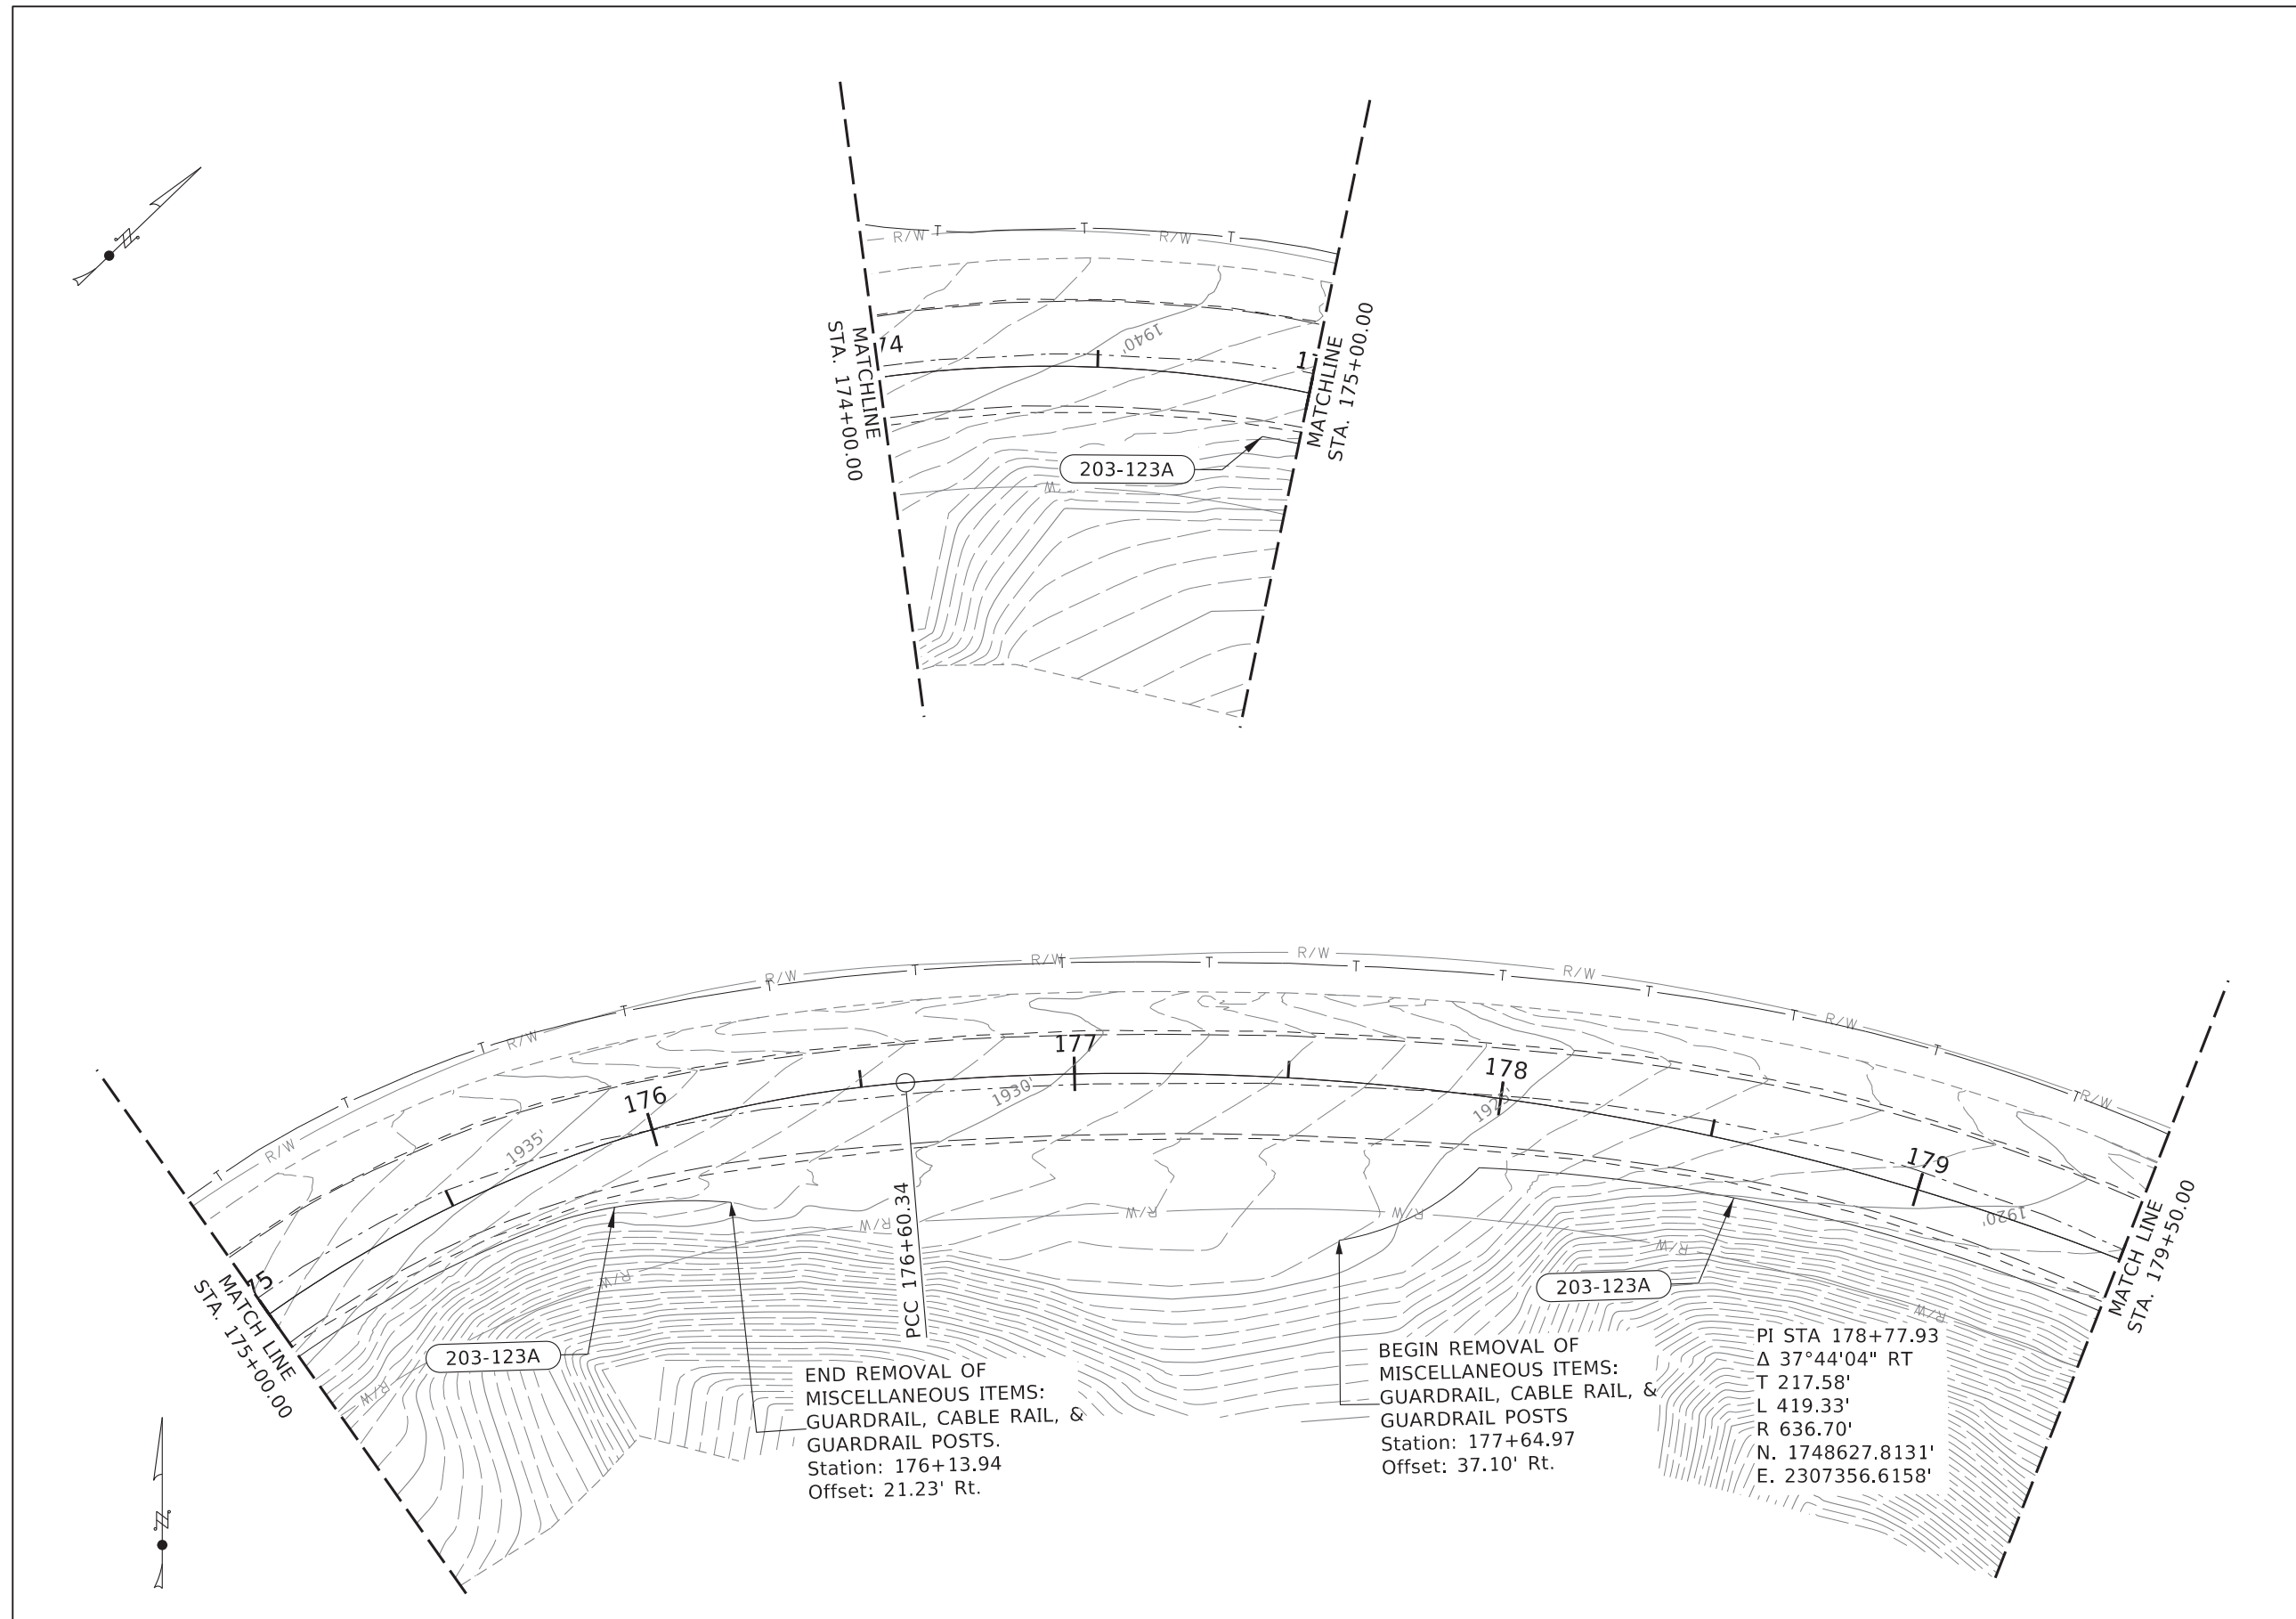 N
R/W T T R/W T
MATCHLINE
STA. 174+00.00
74
1940'
1
MATCHLINE
STA. 175+00.00
203-123A
W
R/W R/W R/W R/W R/W R/W R/W R/W
T T T T T T T T T T T T T T
177
178
176
1930'
1925'
1935'
179
1920'
R/W R/W R/W R/W R/W R/W R/W
PCC 176+60.34
MATCH LINE
STA. 179+50.00
15
MATCH LINE
STA. 175+00.00
203-123A
203-123A
END REMOVAL OF
MISCELLANEOUS ITEMS:
GUARDRAIL, CABLE RAIL, &
GUARDRAIL POSTS.
Station: 176+13.94
Offset: 21.23' Rt.
BEGIN REMOVAL OF
MISCELLANEOUS ITEMS:
GUARDRAIL, CABLE RAIL, &
GUARDRAIL POSTS
Station: 177+64.97
Offset: 37.10' Rt.
PI STA 178+77.93
Δ 37°44'04" RT
T 217.58'
L 419.33'
R 636.70'
N. 1748627.8131'
E. 2307356.6158'
N